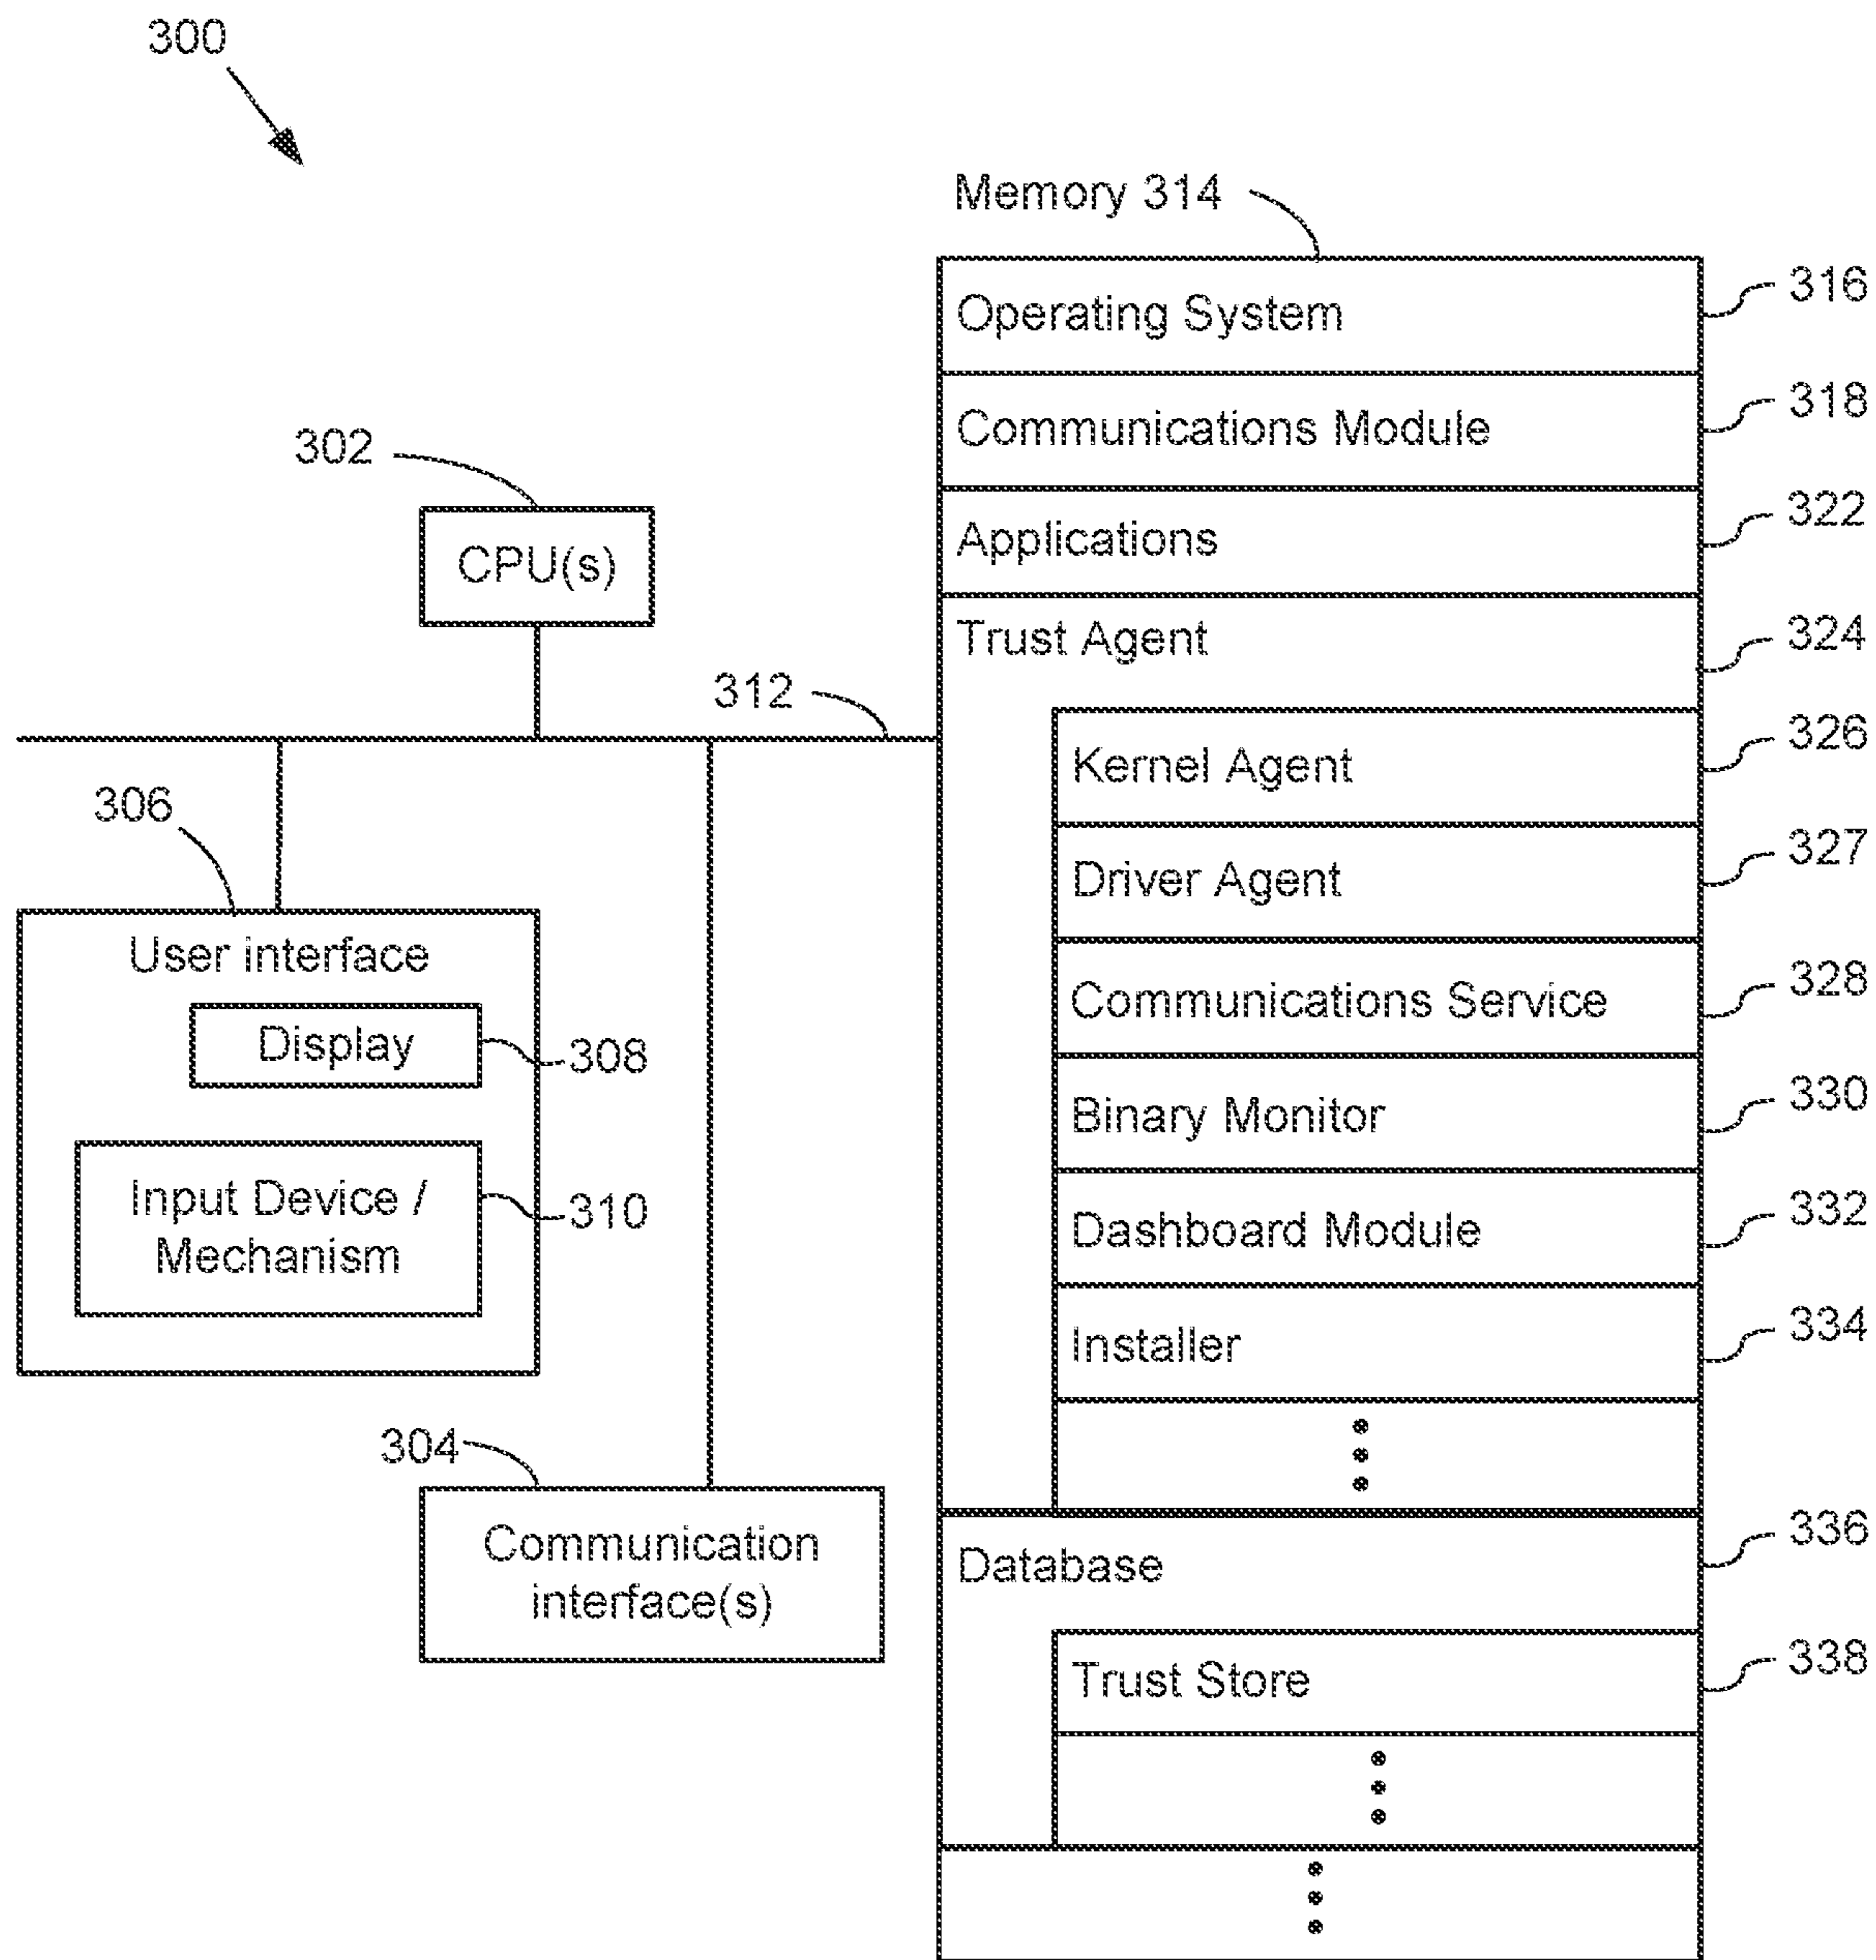 300
Memory 314
Operating System
316
Communications Module
318
302
CPU(s)
Applications
322
Trust Agent
324
312
Kernel Agent
326
306
Driver Agent
327
User interface
Communications Service
328
Display
308
Binary Monitor
330
Input Device /
Mechanism
310
Dashboard Module
332
Installer
334
304
Communication
interface(s)
Database
336
Trust Store
338